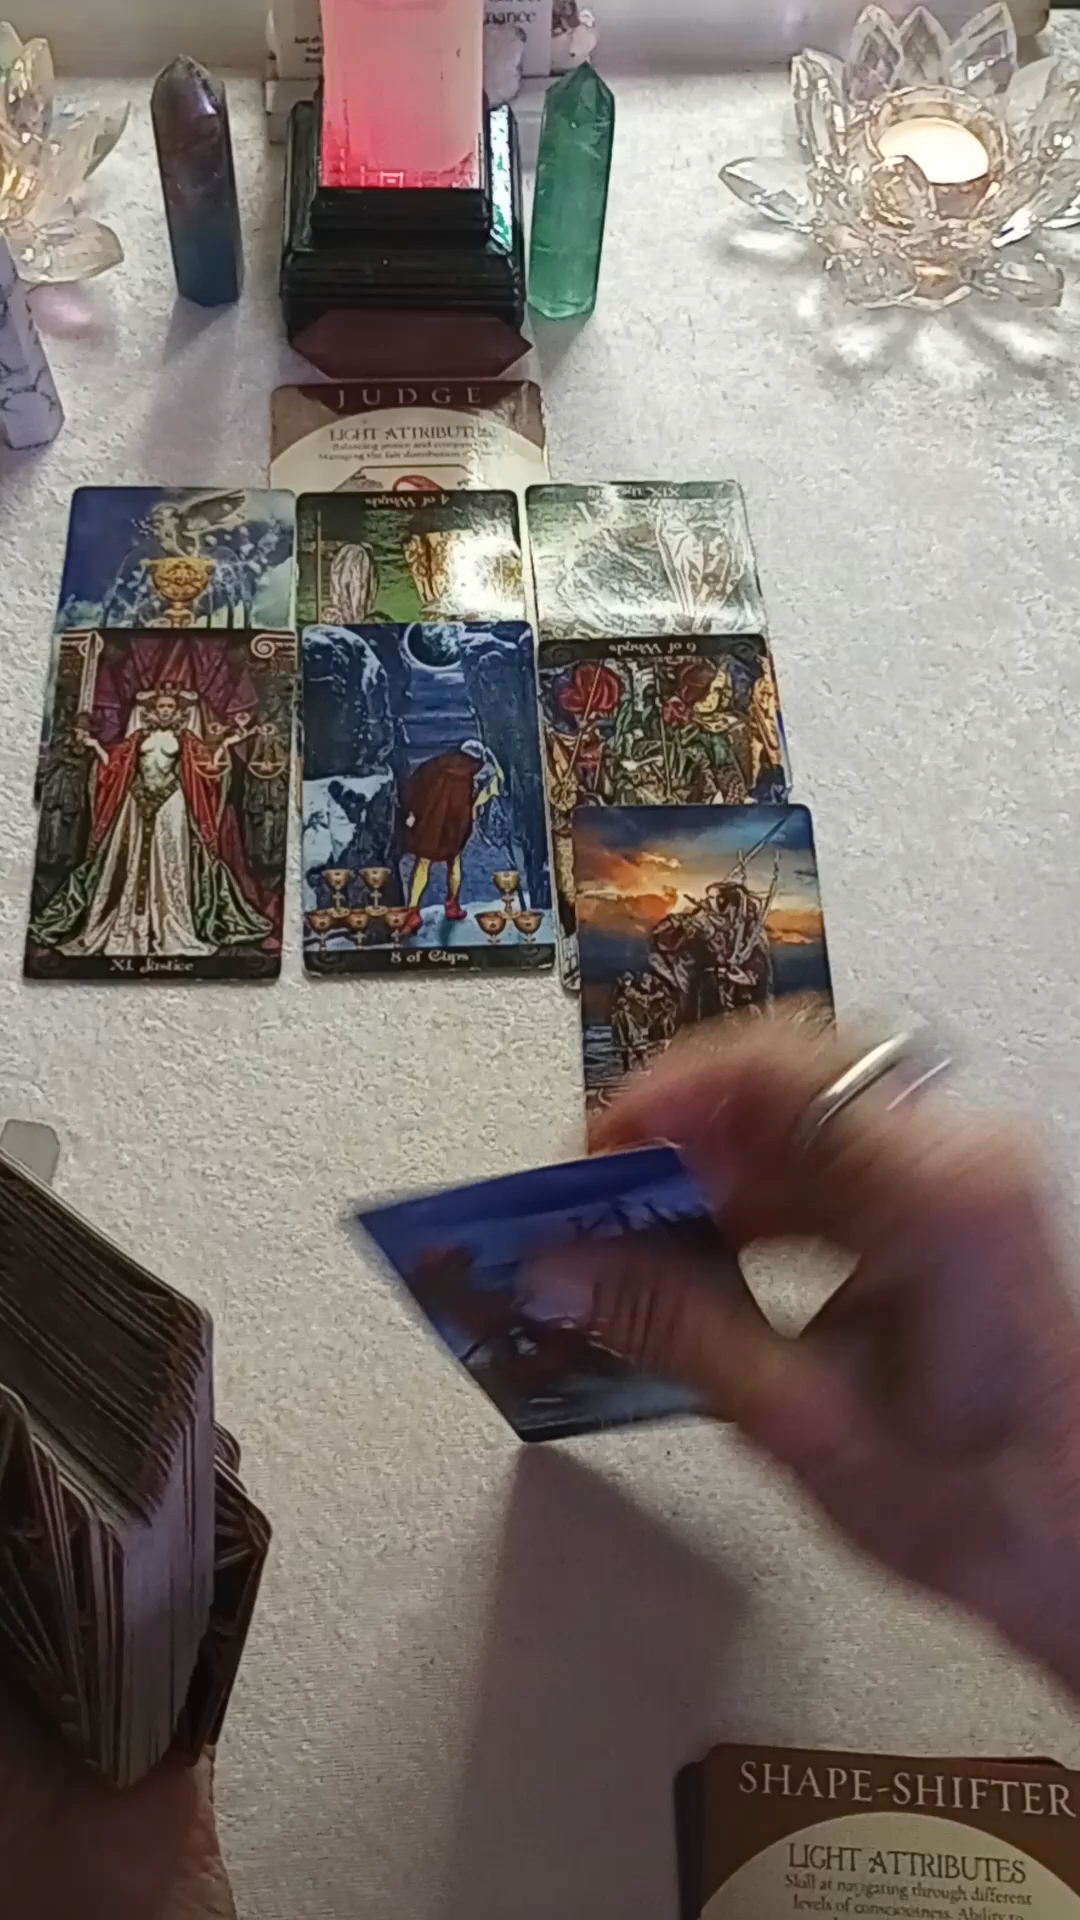 nance
JUDGE
LIGHT ATTRIBUTES
Balancing justice and compassion
Managing the fair distribution of
4 of Wands
XIX The Sun
6 of Wands
XI Justice
8 of Cups
SHAPE-SHIFTER
LIGHT ATTRIBUTES
Skill at navigating through different
levels of consciousness. Ability to